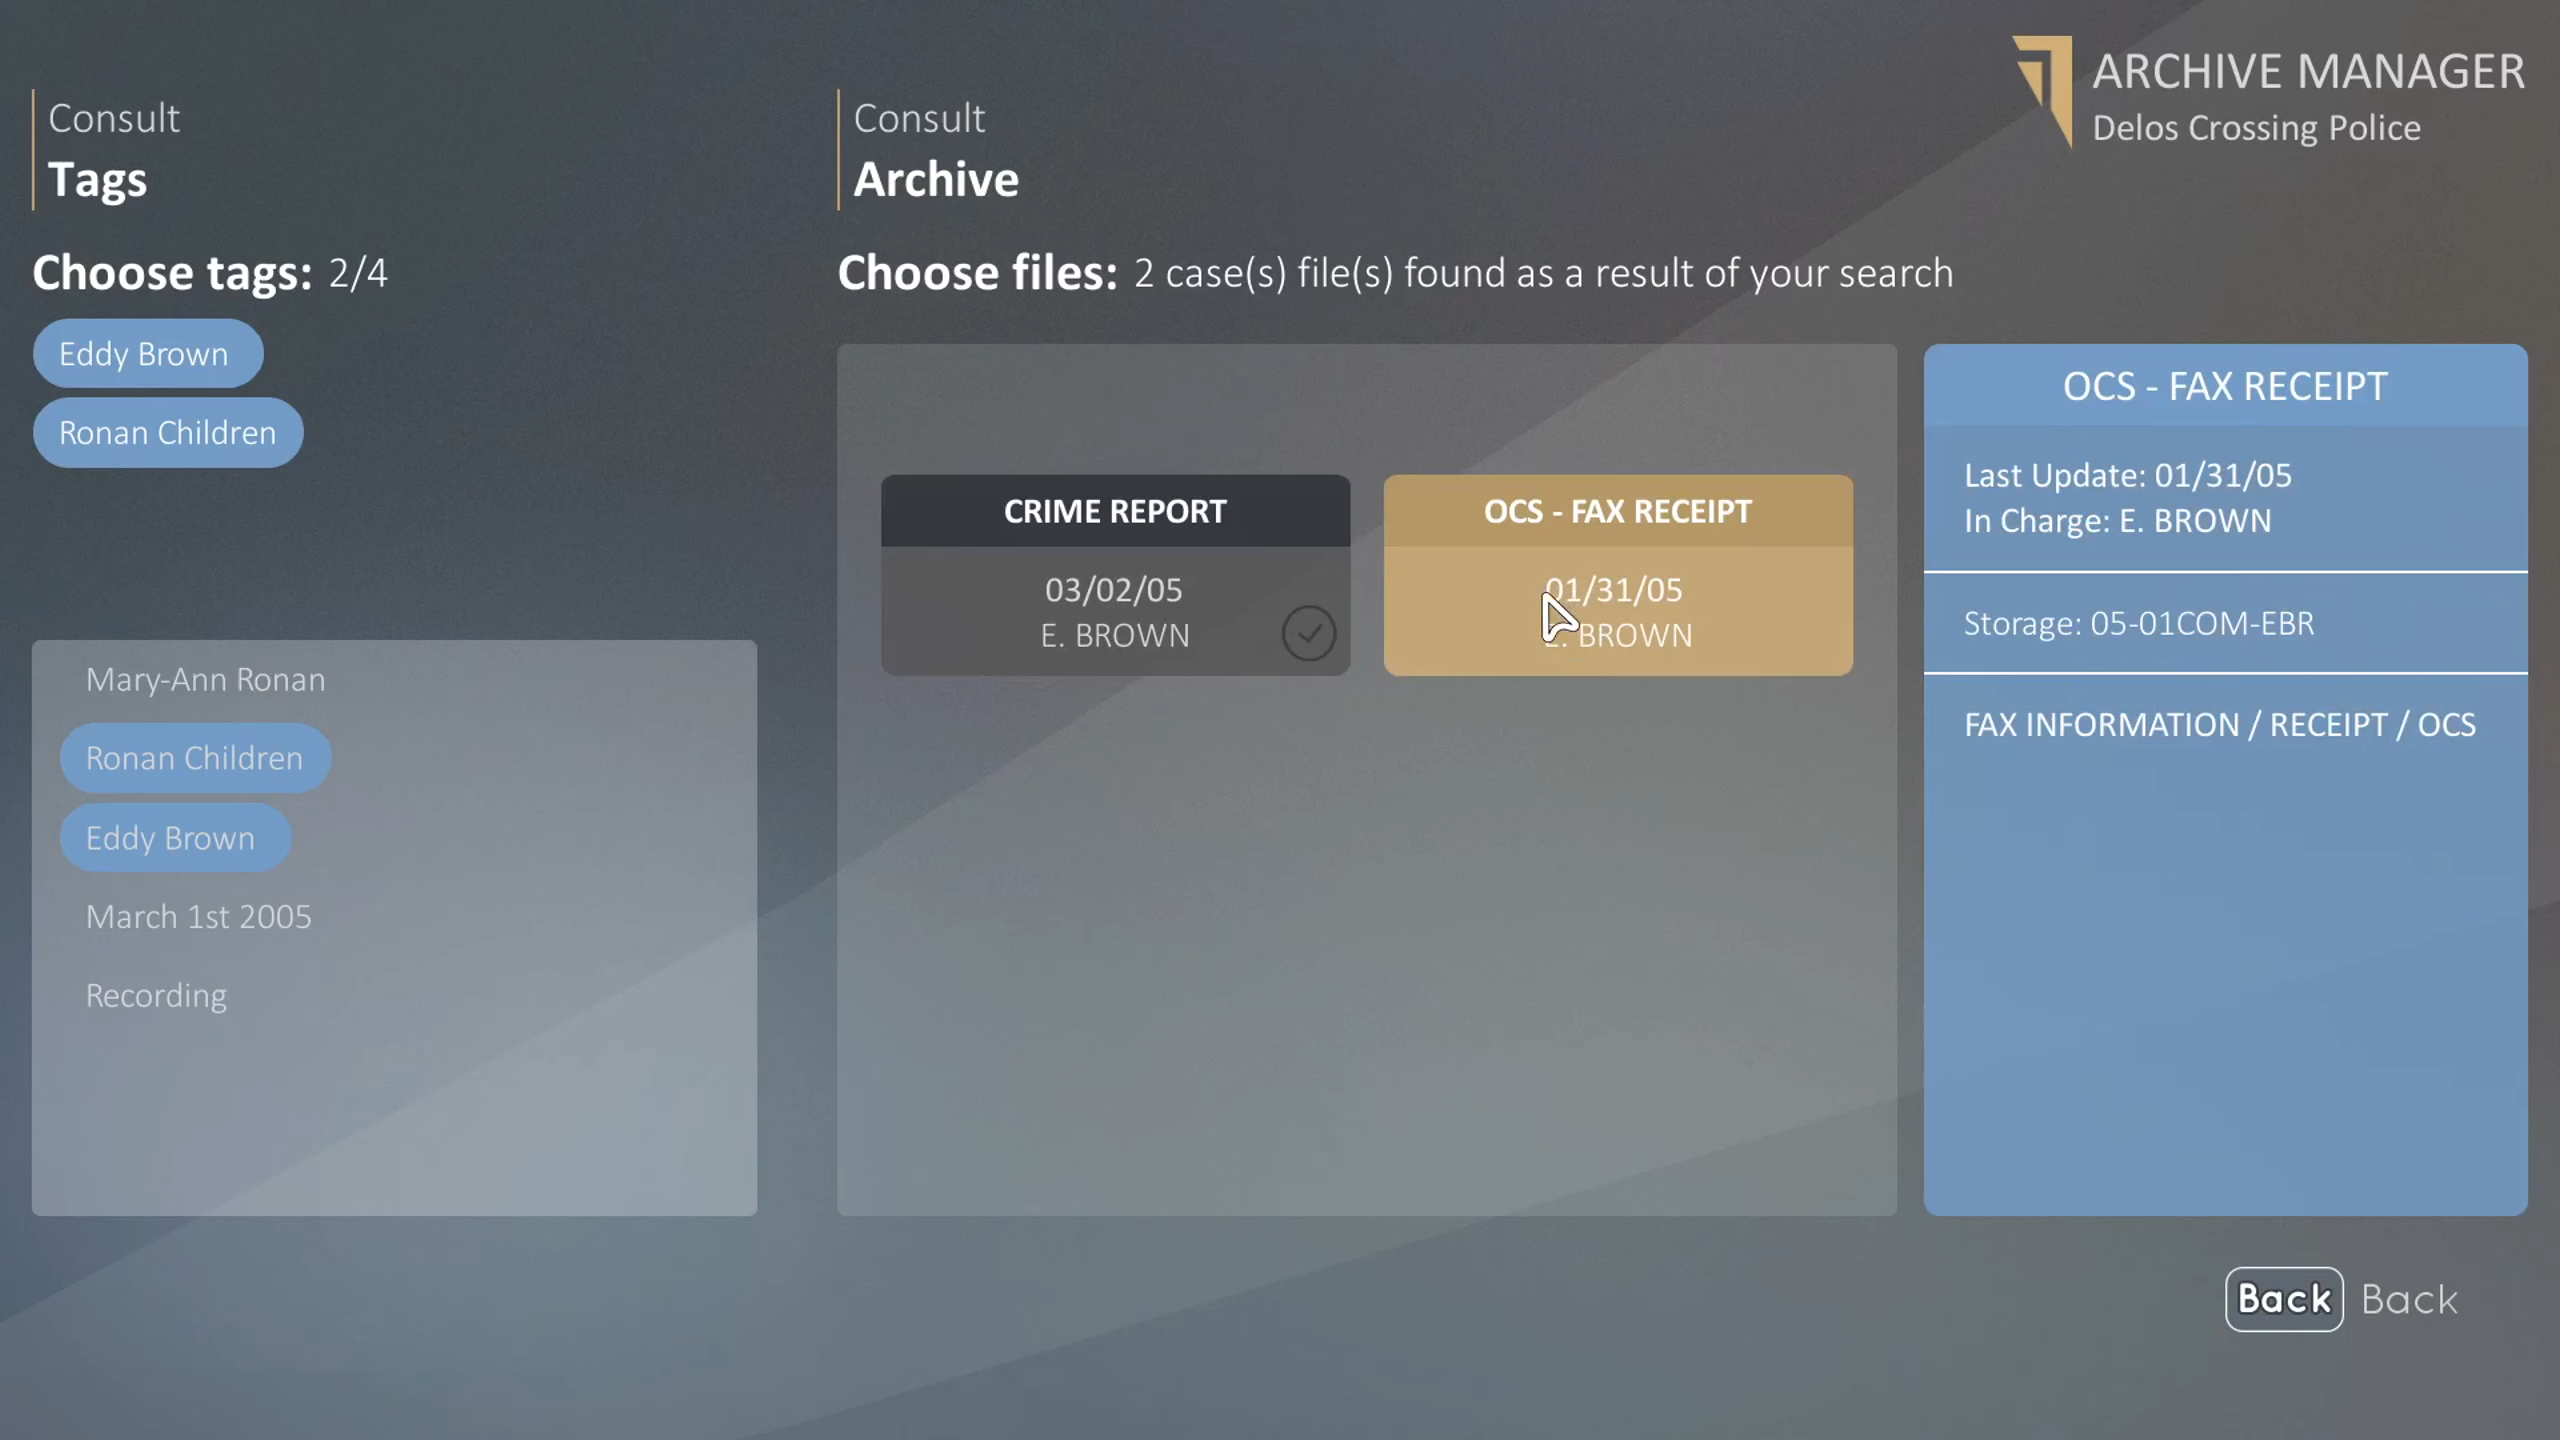 ARCHIVE MANAGER
Delos Crossing Police
Consult
Tags
Choose tags: 2/4
Eddy Brown
Ronan Children
Mary-Ann Ronan
Ronan Children
Eddy Brown
March 1st 2005
Recording
Consult
Archive
Choose files: 2 case(s) file(s) found as a result of your search
CRIME REPORT
03/02/05
E. BROWN
OCS - FAX RECEIPT
01/31/05
E. BROWN
OCS - FAX RECEIPT
Last Update: 01/31/05
In Charge: E. BROWN
Storage: 05-01COM-EBR
FAX INFORMATION / RECEIPT / OCS
Back Back